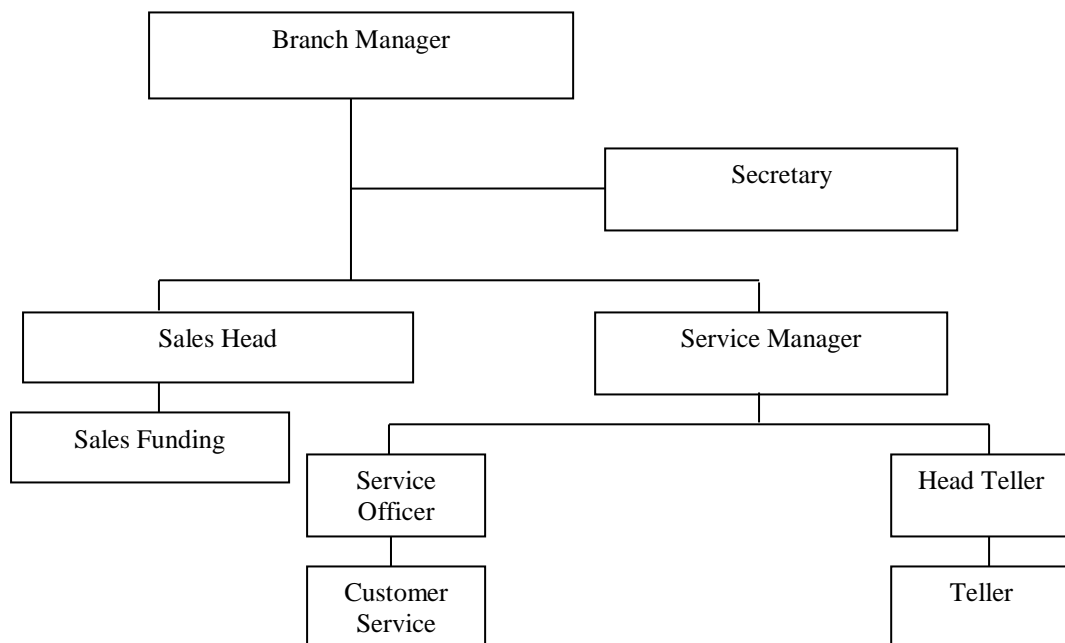 Branch Manager
Secretary
Sales Head
Service Manager
Sales Funding
Service
Officer
Head Teller
Customer
Service
Teller